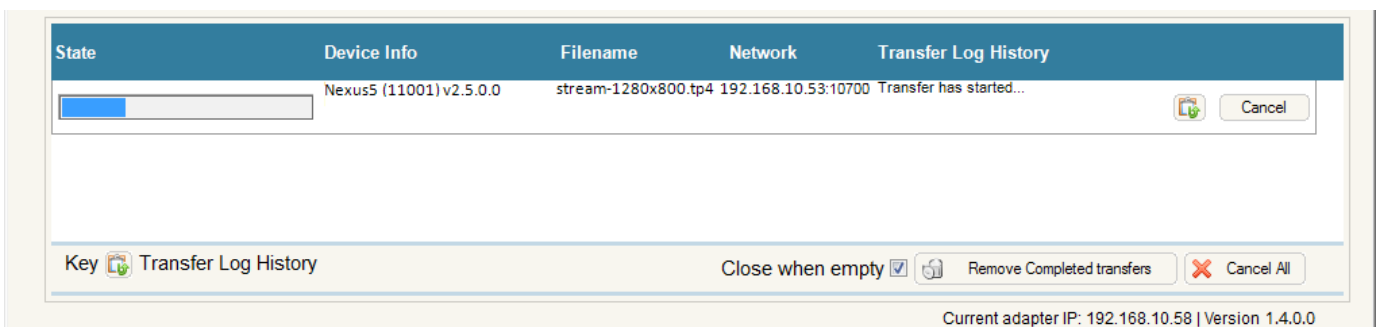 State Device Info Filename Network Transfer Log History
Nexus5 (11001) v2.5.0.0 stream-1280x800.tp4 192.168.10.53:10700 Transfer has started...
Cancel
Key Transfer Log History Close when empty Remove Completed transfers Cancel All
Current adapter IP: 192.168.10.58 | Version 1.4.0.0